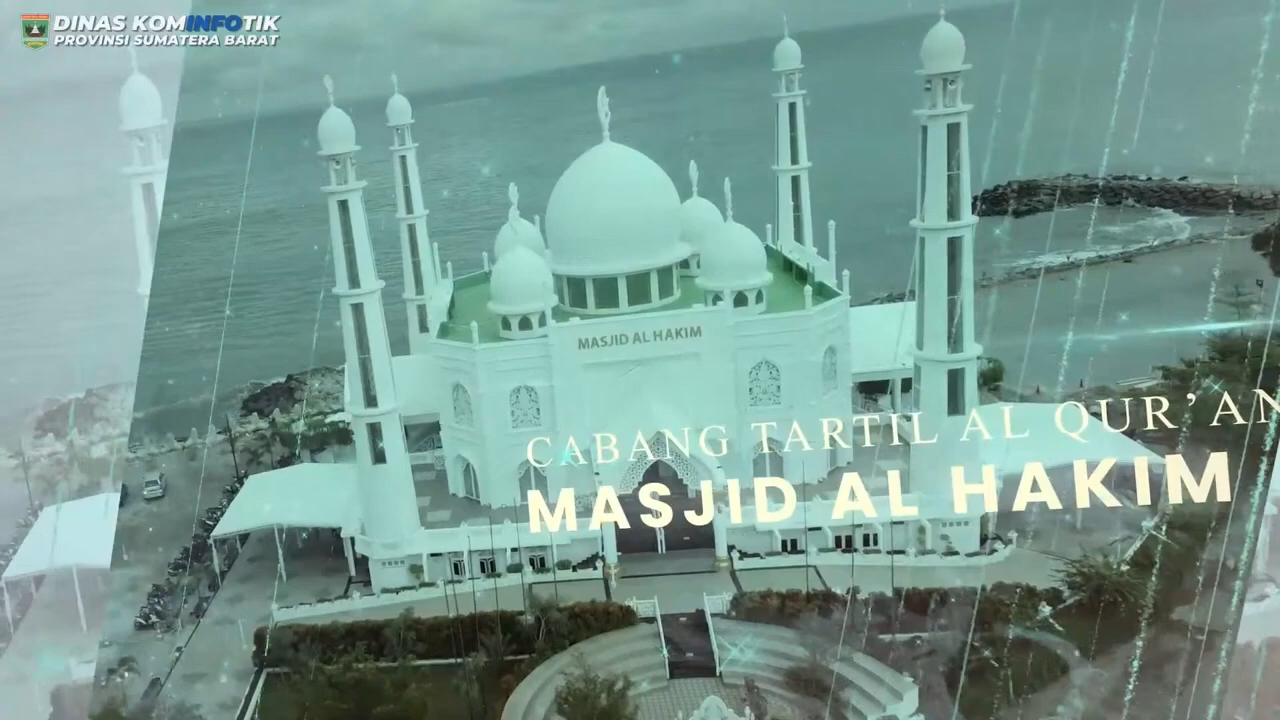 DINAS KOMINFOTIK
PROVINSI SUMATERA BARAT
MASJID AL HAKIM
CABANG TARTIL AL QUR'AN
MASJID AL HAKIM